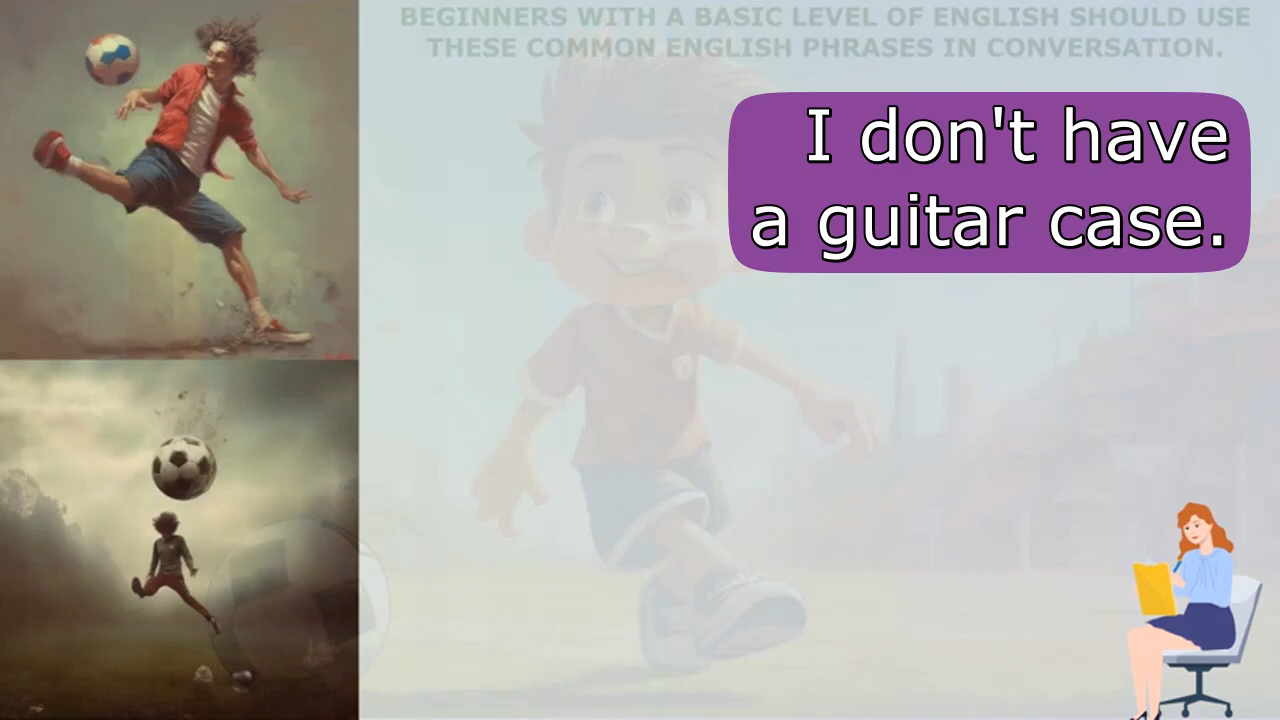 BEGINNERS WITH A BASIC LEVEL OF ENGLISH SHOULD USE
THESE COMMON ENGLISH PHRASES IN CONVERSATION.
I don't have
a guitar case.